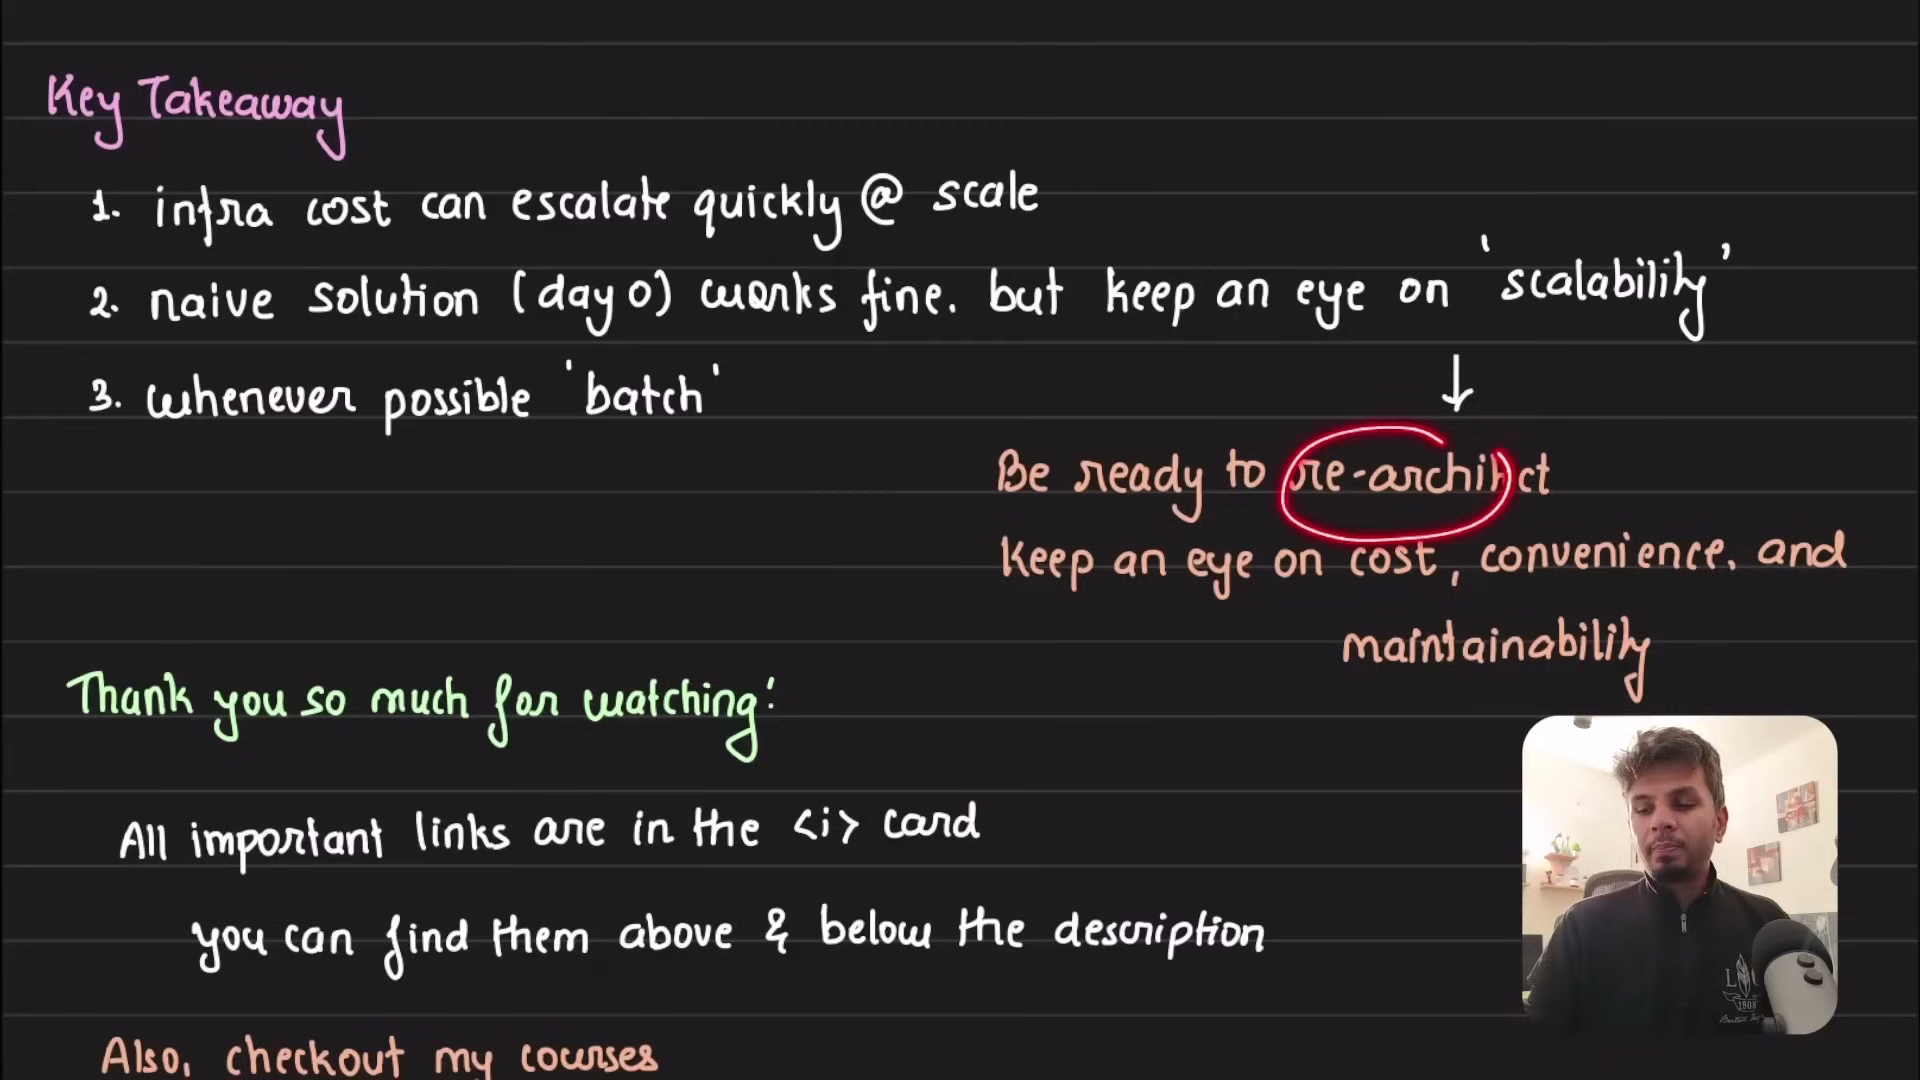 Key Takeaway
1. infra cost can escalate quickly @ scale
2. naive solution (day 0) works fine. but keep an eye on 'scalability'
3. whenever possible 'batch'
↓
Be ready to re-architect
Keep an eye on cost, convenience, and
maintainability
Thank you so much for watching!
All important links are in the <i> card
you can find them above & below the description
Also, checkout my courses
1908